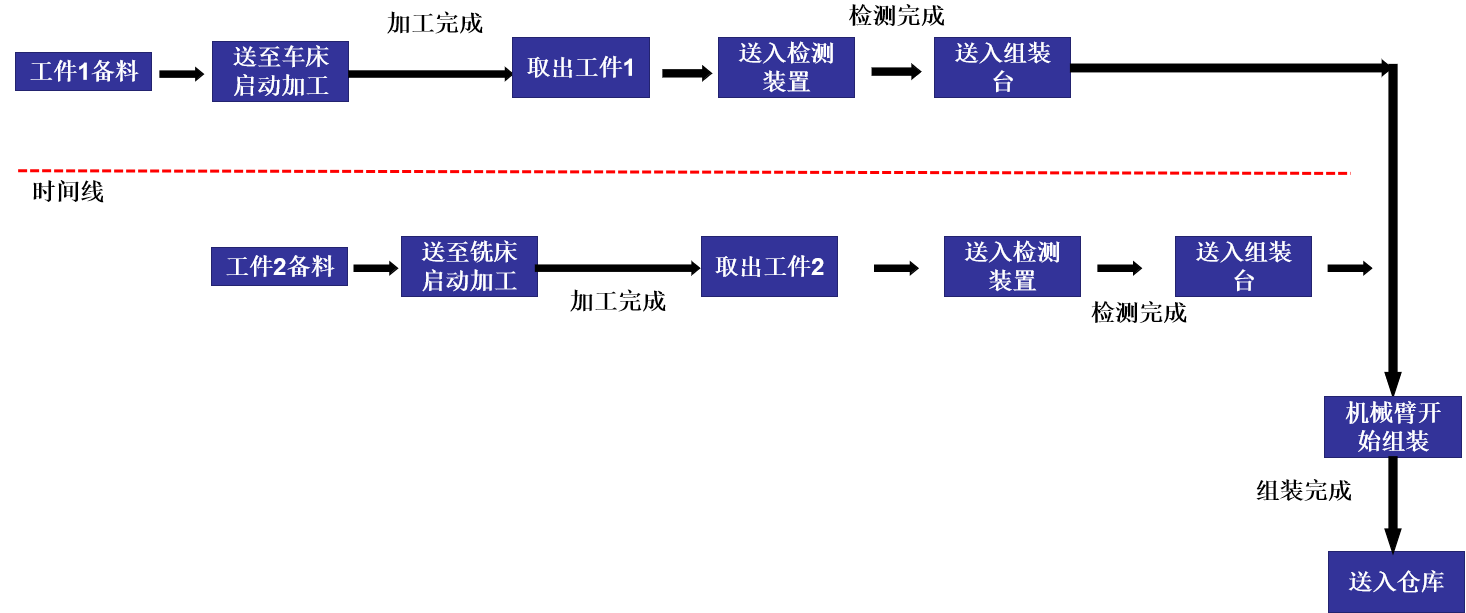 加工完成
检测完成
工件1备料
送至车床
启动加工
取出工件1
送入检测
装置
送入组装
台
时间线
工件2备料
送至铣床
启动加工
加工完成
取出工件2
送入检测
装置
检测完成
送入组装
台
机械臂开
始组装
组装完成
送入仓库